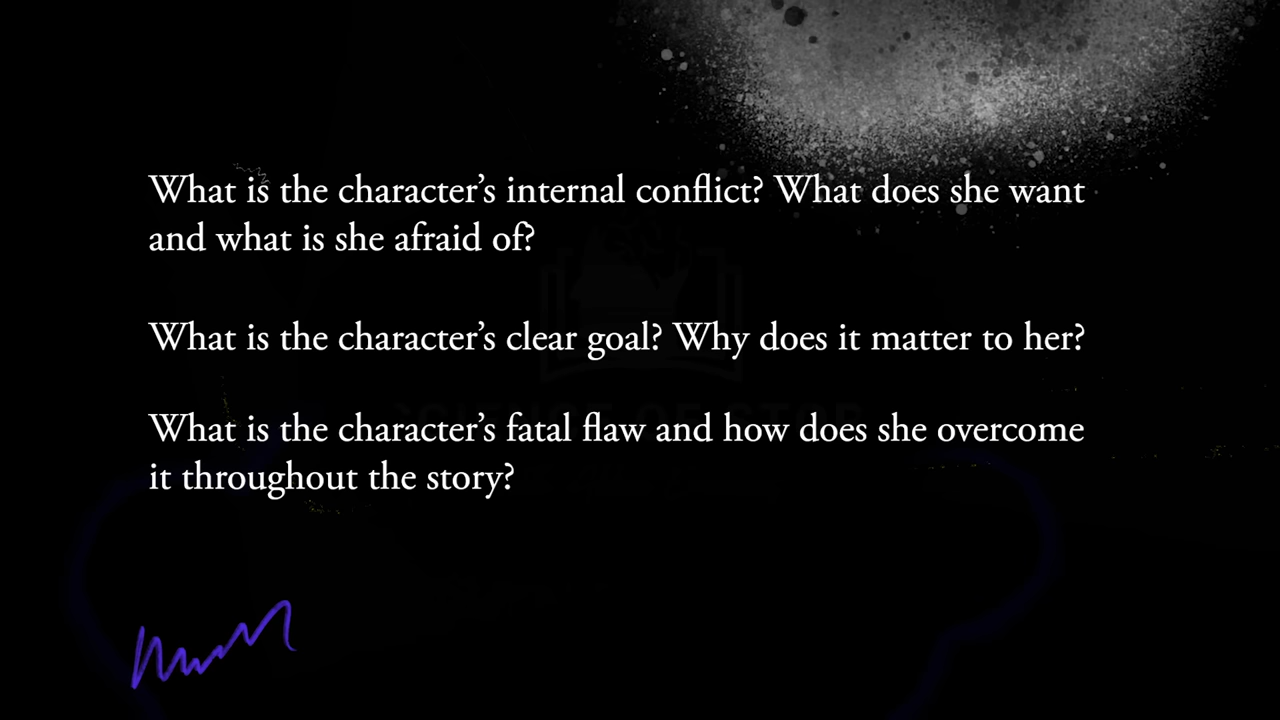 What is the character’s internal conflict? What does she want
and what is she afraid of?
What is the character’s clear goal? Why does it matter to her?
What is the character’s fatal flaw and how does she overcome
it throughout the story?